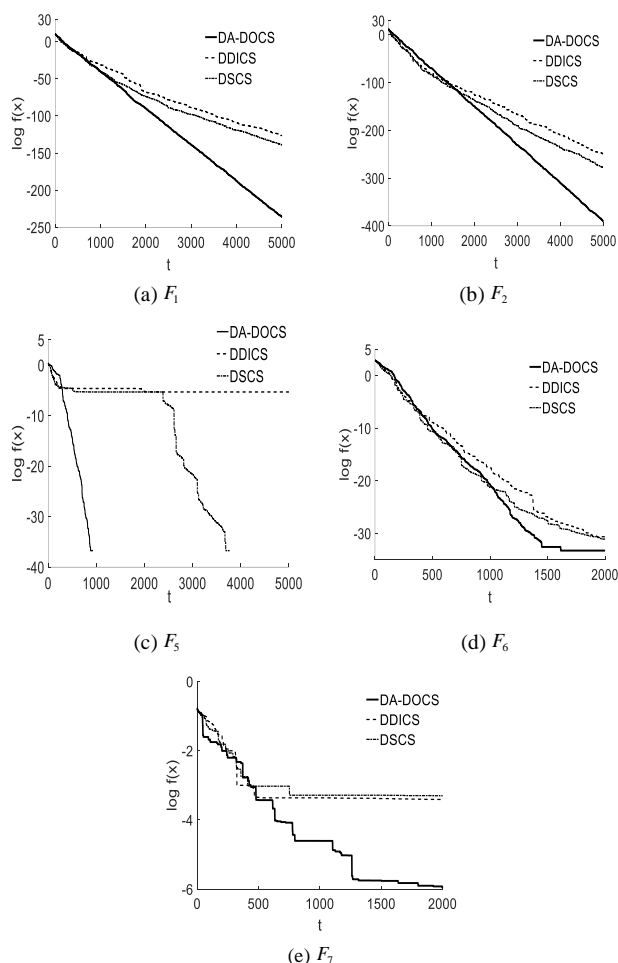 30
0
-50
-100
-150
-200
-250
log f(x)
DA-DOCS
DDICS
DSCS
0 1000 2000 3000 4000 5000
t
(a) F1
30
0
-100
-200
-300
-400
log f(x)
DA-DOCS
DDICS
DSCS
0 1000 2000 3000 4000 5000
t
(b) F2
5
0
-10
-20
-30
-40
log f(x)
DA-DOCS
DDICS
DSCS
0 1000 2000 3000 4000 5000
t
(c) F5
5
0
-10
-20
-30
log f(x)
DA-DOCS
DDICS
DSCS
0 500 1000 1500 2000
t
(d) F6
0
-2
-4
-6
log f(x)
DA-DOCS
DDICS
DSCS
0 500 1000 1500 2000
t
(e) F7